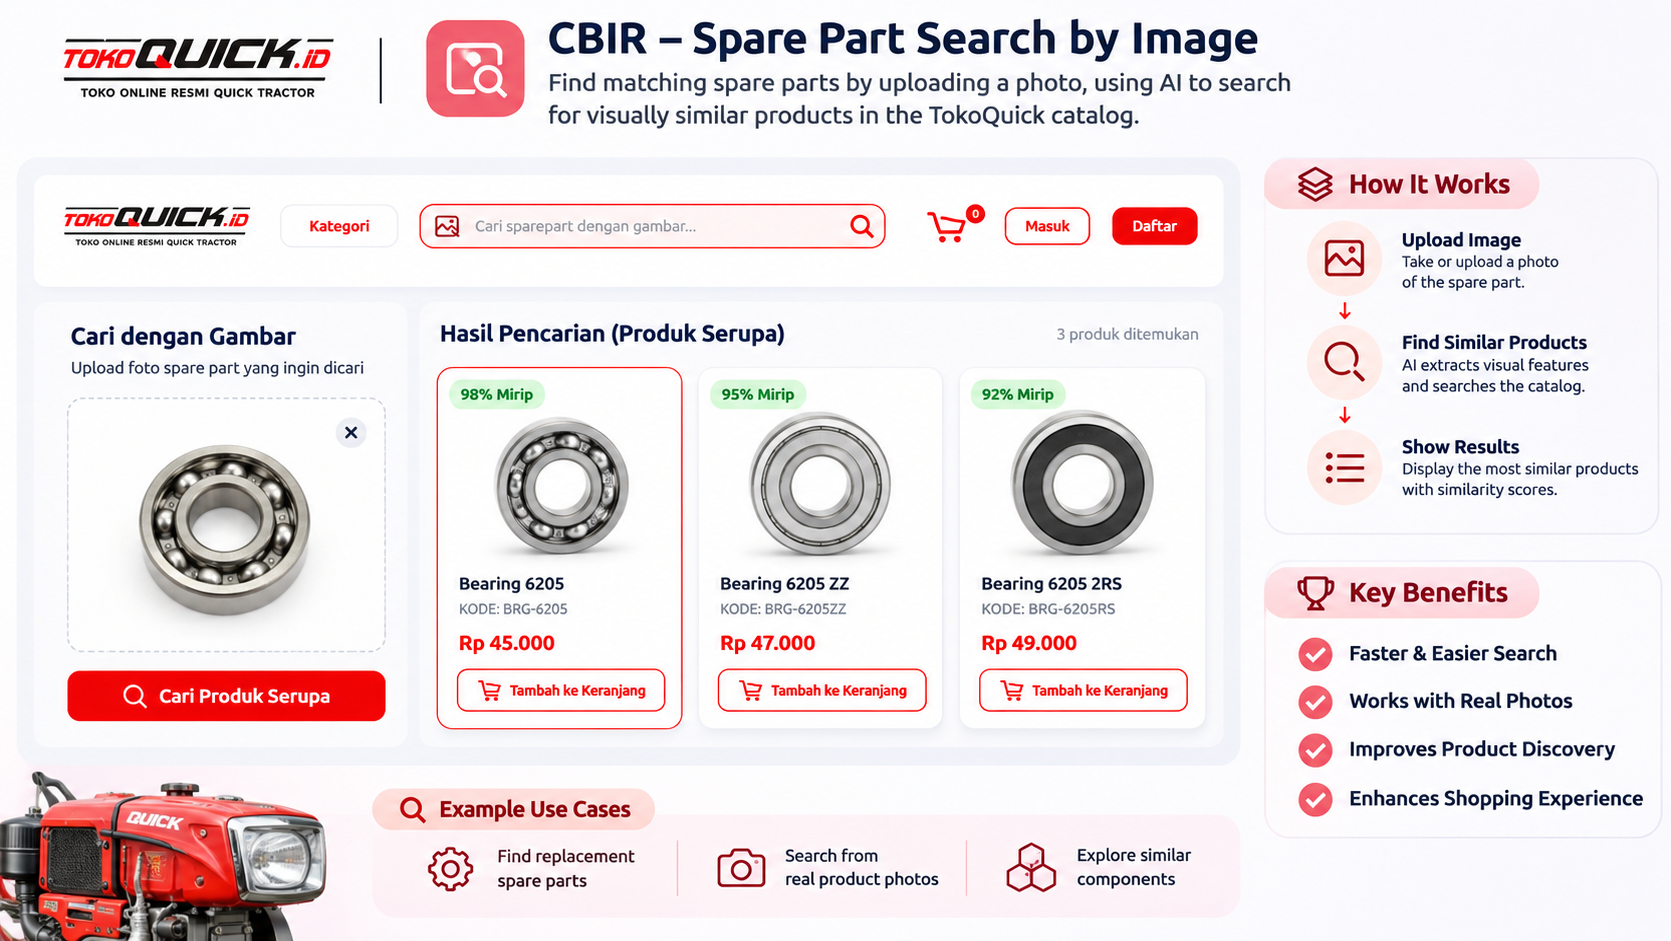 TOKOQUICK.ID
TOKO ONLINE RESMI QUICK TRACTOR
CBIR – Spare Part Search by Image
Find matching spare parts by uploading a photo, using AI to search
for visually similar products in the TokoQuick catalog.
TOKOQUICK.ID
TOKO ONLINE RESMI QUICK TRACTOR
Kategori
Cari sparepart dengan gambar...
0
Masuk
Daftar
Cari dengan Gambar
Upload foto spare part yang ingin dicari
Cari Produk Serupa
Hasil Pencarian (Produk Serupa)
3 produk ditemukan
98% Mirip
Bearing 6205
KODE: BRG-6205
Rp 45.000
Tambah ke Keranjang
95% Mirip
Bearing 6205 ZZ
KODE: BRG-6205ZZ
Rp 47.000
Tambah ke Keranjang
92% Mirip
Bearing 6205 2RS
KODE: BRG-6205RS
Rp 49.000
Tambah ke Keranjang
How It Works
Upload Image
Take or upload a photo
of the spare part.
Find Similar Products
AI extracts visual features
and searches the catalog.
Show Results
Display the most similar products
with similarity scores.
Key Benefits
Faster & Easier Search
Works with Real Photos
Improves Product Discovery
Enhances Shopping Experience
QUICK
Example Use Cases
Find replacement
spare parts
Search from
real product photos
Explore similar
components